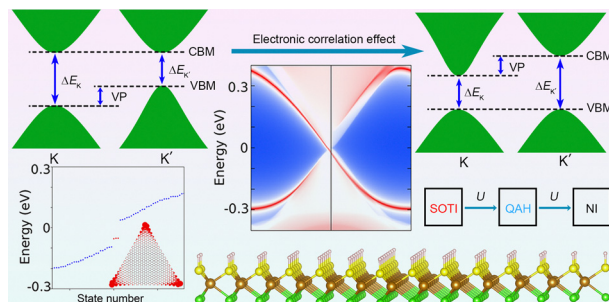 Electronic correlation effect
CBM
ΔE_K
ΔE_K′
VBM
VP
K
K′
CBM
VP
ΔE_K
ΔE_K′
VBM
K
K′
Energy (eV)
0.3
0
-0.3
Energy (eV)
0.3
0
-0.3
State number
SOTI
U
QAH
U
NI